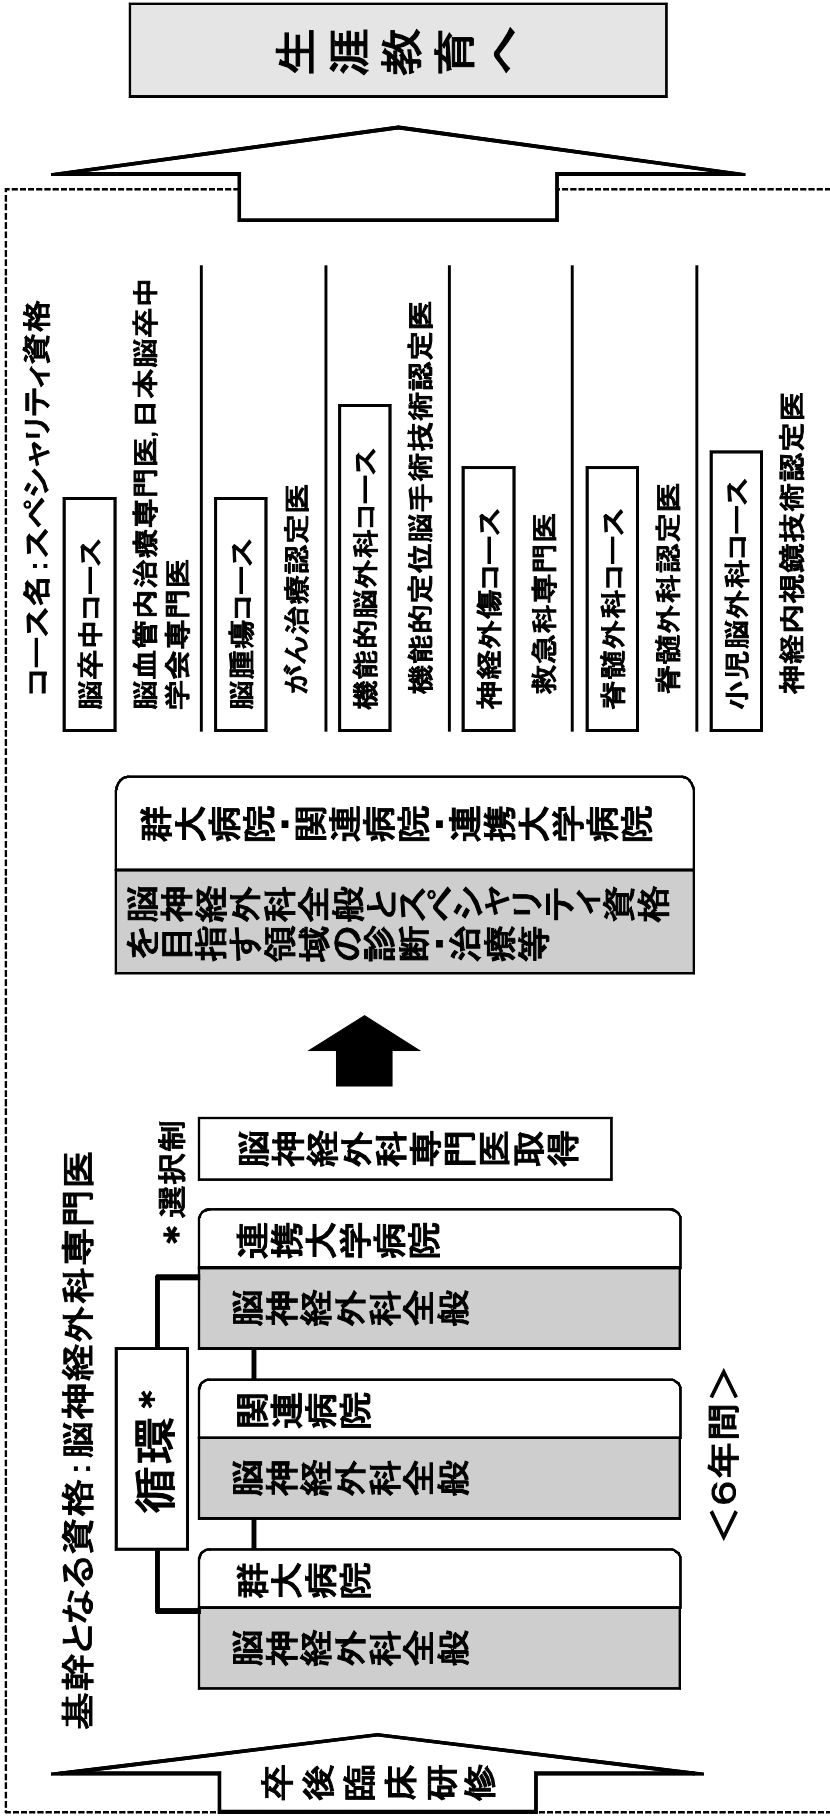 卒後臨床研修
基幹となる資格：脳神経外科専門医
循環*
*選択制
群大病院
脳神経外科全般
関連病院
脳神経外科全般
連携大学病院
脳神経外科全般
脳神経外科専門医取得
＜6年間＞
群大病院・関連病院・連携大学病院
脳神経外科全般とスペシャリティ資格
を目指す領域の診断・治療等
コース名：スペシャリティ資格
脳卒中コース
脳血管内治療専門医，日本脳卒中
学会専門医
脳腫瘍コース
がん治療認定医
機能的脳外科コース
機能的定位脳手術技術認定医
神経外傷コース
救急科専門医
脊髄外科コース
脊髄外科認定医
小児脳外科コース
神経内視鏡技術認定医
生涯教育へ